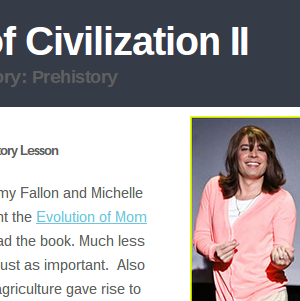 of Civilization II
ory: Prehistory
tory Lesson
my Fallon and Michelle
nt the Evolution of Mom
ad the book. Much less
ust as important.  Also
agriculture gave rise to